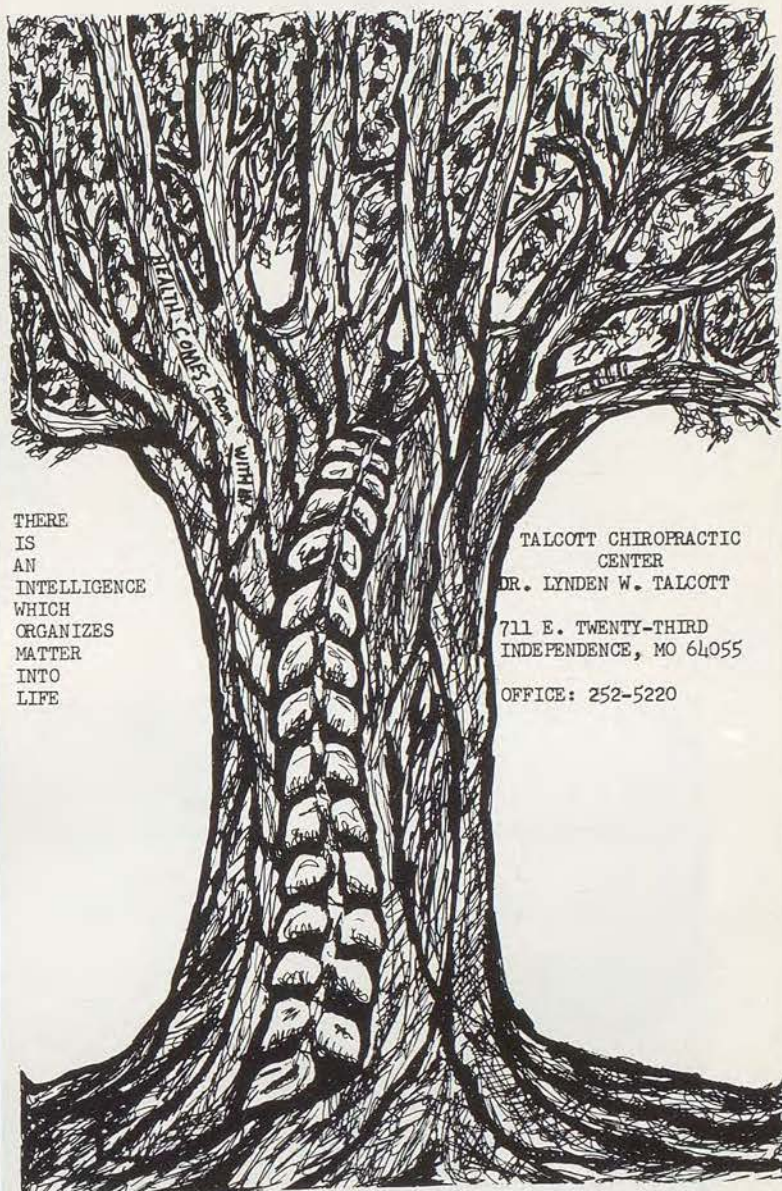 HEALTH COMES FROM WITHIN
THERE
IS
AN
INTELLIGENCE
WHICH
ORGANIZES
MATTER
INTO
LIFE
TALCOTT CHIROPRACTIC
CENTER
DR. LYNDEN W. TALCOTT
711 E. TWENTY-THIRD
INDEPENDENCE, MO 64055
OFFICE: 252-5220